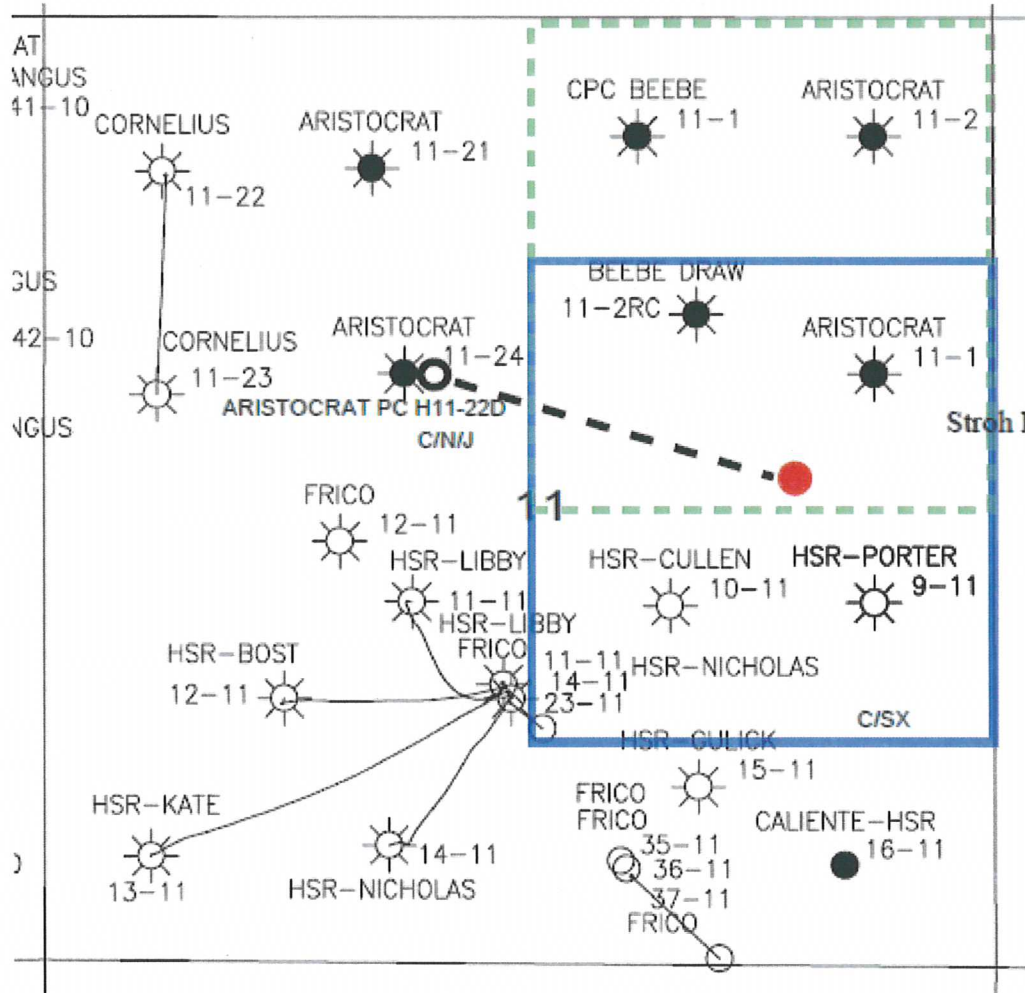 AT
ANGUS
41-10
CORNELIUS
11-22
ARISTOCRAT
11-21
CPC BEEBE
11-1
ARISTOCRAT
11-2
GUS
42-10
CORNELIUS
11-23
ARISTOCRAT
11-24
BEEBE DRAW
11-2RC
ARISTOCRAT
11-1
NGUS
ARISTOCRAT PC H11-22D
C/N/J
Stroh
11
FRICO
12-11
HSR-LIBBY
11-11
HSR-CULLEN
10-11
HSR-PORTER
9-11
HSR-LIBBY
FRICO
HSR-BOST
12-11
11-11
14-11
23-11
HSR-NICHOLAS
C/SX
HSR-GULICK
15-11
HSR-KATE
13-11
14-11
HSR-NICHOLAS
FRICO
FRICO
35-11
36-11
37-11
FRICO
CALIENTE-HSR
16-11